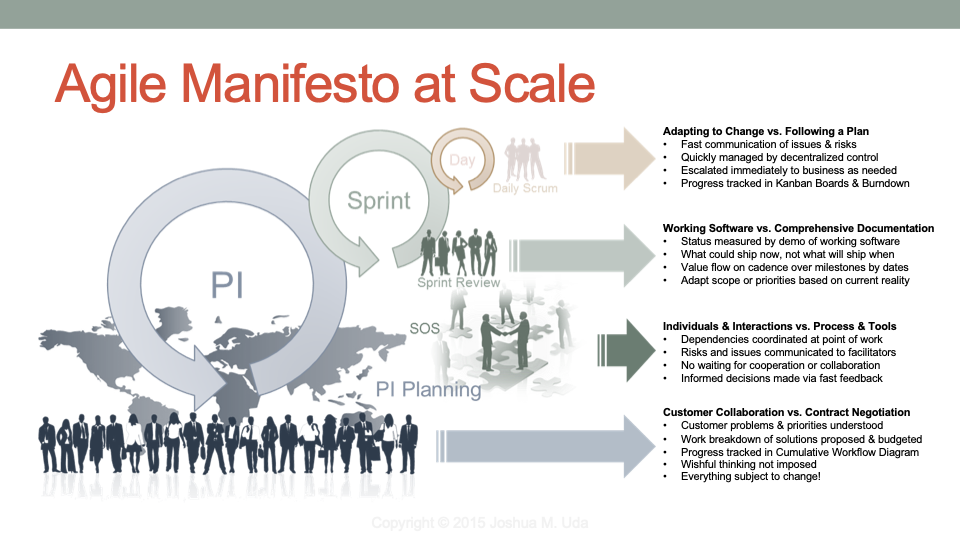 Agile Manifesto at Scale
PI
Sprint
Day
Daily Scrum
Sprint Review
SOS
PI Planning
Adapting to Change vs. Following a Plan
• Fast communication of issues & risks
• Quickly managed by decentralized control
• Escalated immediately to business as needed
• Progress tracked in Kanban Boards & Burndown
Working Software vs. Comprehensive Documentation
• Status measured by demo of working software
• What could ship now, not what will ship when
• Value flow on cadence over milestones by dates
• Adapt scope or priorities based on current reality
Individuals & Interactions vs. Process & Tools
• Dependencies coordinated at point of work
• Risks and issues communicated to facilitators
• No waiting for cooperation or collaboration
• Informed decisions made via fast feedback
Customer Collaboration vs. Contract Negotiation
• Customer problems & priorities understood
• Work breakdown of solutions proposed & budgeted
• Progress tracked in Cumulative Workflow Diagram
• Wishful thinking not imposed
• Everything subject to change!
Copyright © 2015 Joshua M. Uda